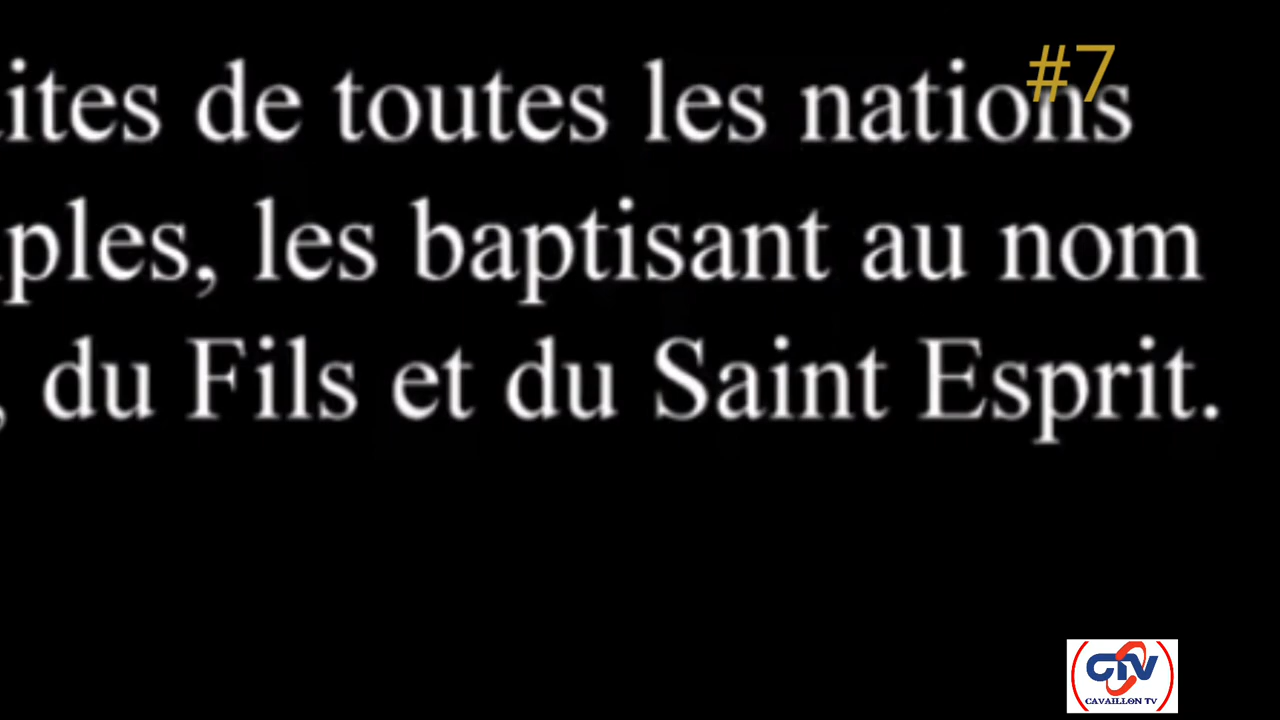 #7
ites de toutes les nations
ples, les baptisant au nom
, du Fils et du Saint Esprit.
CTV
CAVAILLON TV